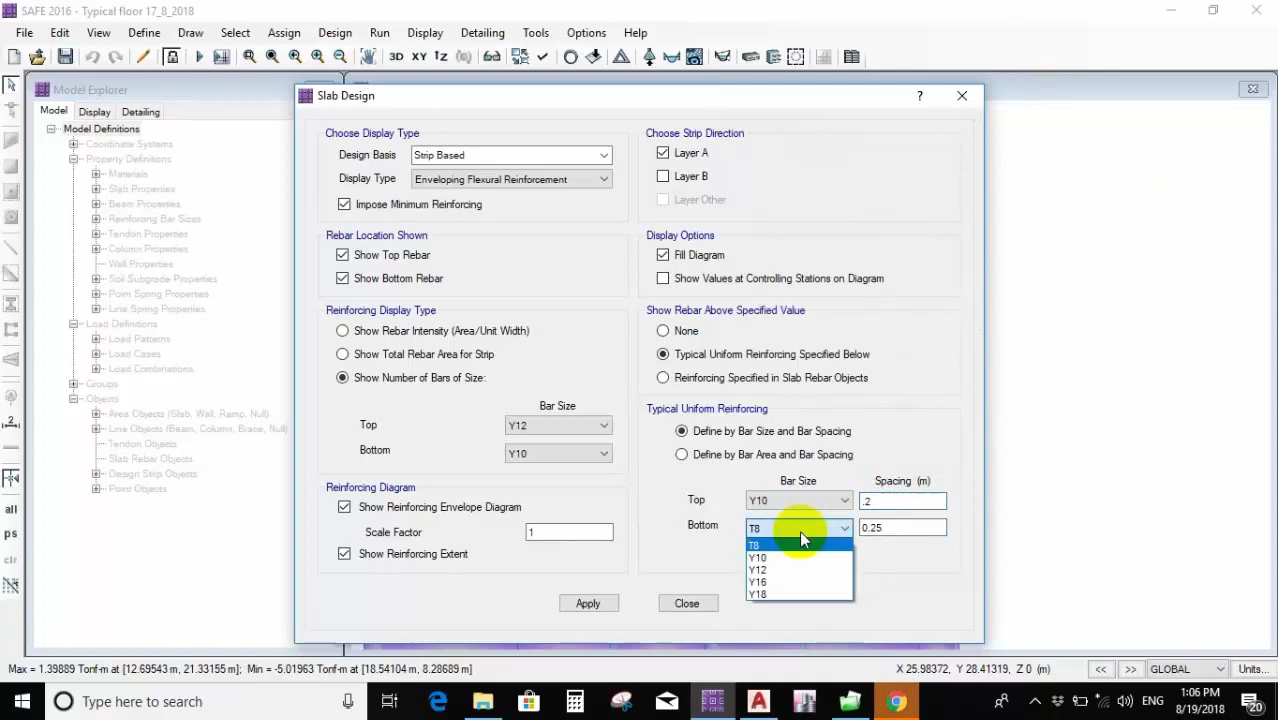 SAFE 2016 - Typical floor 17_8_2018
File Edit View Define Draw Select Assign Design Run Display Detailing Tools Options Help
3D XY
Model Explorer
Model Display Detailing
Model Definitions
Coordinate Systems
Property Definitions
Materials
Slab Properties
Beam Properties
Reinforcing Bar Sizes
Tendon Properties
Column Properties
Wall Properties
Soil Subgrade Properties
Point Spring Properties
Line Spring Properties
Load Definitions
Load Patterns
Load Cases
Load Combinations
Groups
Objects
Area Objects (Slab, Wall, Ramp, Null)
Line Objects (Beam, Column, Brace, Null)
Tendon Objects
Slab Rebar Objects
Design Strip Objects
Point Objects
all
ps
clr
Slab Design
?
Choose Display Type
Design Basis Strip Based
Display Type Enveloping Flexural Reinforcement
Impose Minimum Reinforcing
Rebar Location Shown
Show Top Rebar
Show Bottom Rebar
Reinforcing Display Type
Show Rebar Intensity (Area/Unit Width)
Show Total Rebar Area for Strip
Show Number of Bars of Size:
Bar Size
Top Y12
Bottom Y10
Reinforcing Diagram
Show Reinforcing Envelope Diagram
Scale Factor 1
Show Reinforcing Extent
Choose Strip Direction
Layer A
Layer B
Layer Other
Display Options
Fill Diagram
Show Values at Controlling Stations on Diagram
Show Rebar Above Specified Value
None
Typical Uniform Reinforcing Specified Below
Reinforcing Specified in Slab Rebar Objects
Typical Uniform Reinforcing
Define by Bar Size and Bar Spacing
Define by Bar Area and Bar Spacing
Bar Size Spacing (m)
Top Y10 .2
Bottom T8 0.25
T8
Y10
Y12
Y16
Y18
Apply Close
Max = 1.39889 Tonf-m at [12.69543 m, 21.33155 m]; Min = -5.01963 Tonf-m at [18.54104 m, 8.28689 m] X 25.98372, Y 28.41319, Z 0 (m) << >> GLOBAL Units...
Type here to search
ENG
1:06 PM
8/19/2018
20